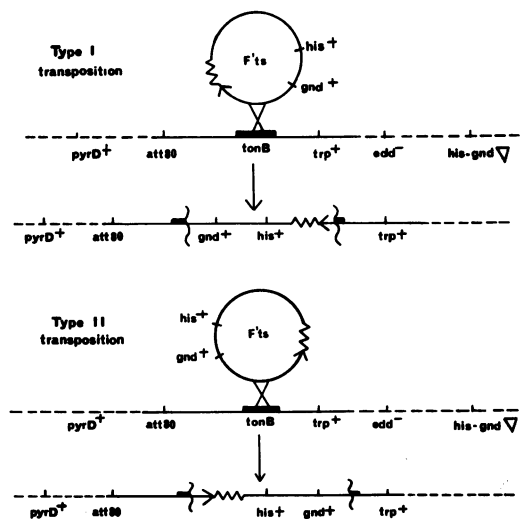 Type I
transposition
F'ts
his+
gnd+
pyrD+ att80 tonB trp+ edd- his-gnd ∇
pyrD+ att80 gnd+ his+ trp+
Type II
transposition
his+
F'ts
gnd+
pyrD+ att80 tonB trp+ edd- his-gnd ∇
pyrD+ att80 his+ gnd+ trp+